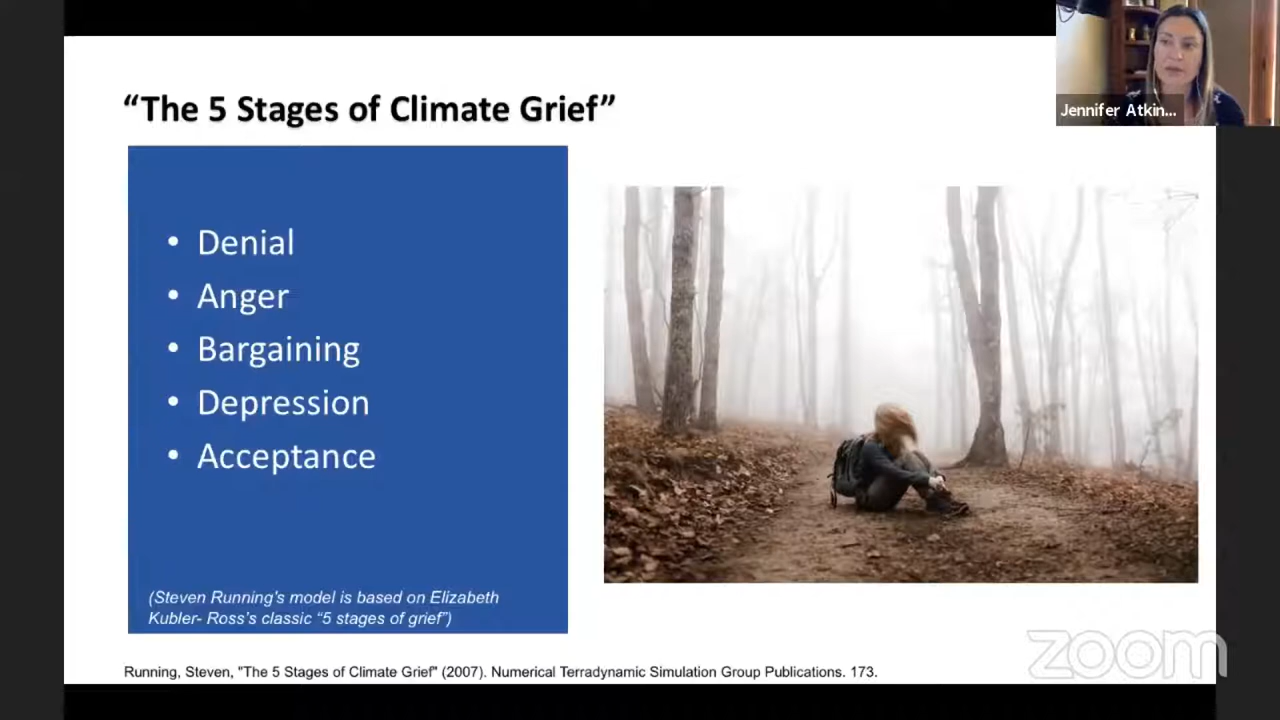 “The 5 Stages of Climate Grief”
Jennifer Atkin...
• Denial
• Anger
• Bargaining
• Depression
• Acceptance
(Steven Running's model is based on Elizabeth
Kubler- Ross’s classic “5 stages of grief”)
Running, Steven, "The 5 Stages of Climate Grief" (2007). Numerical Terradynamic Simulation Group Publications. 173.
zoom